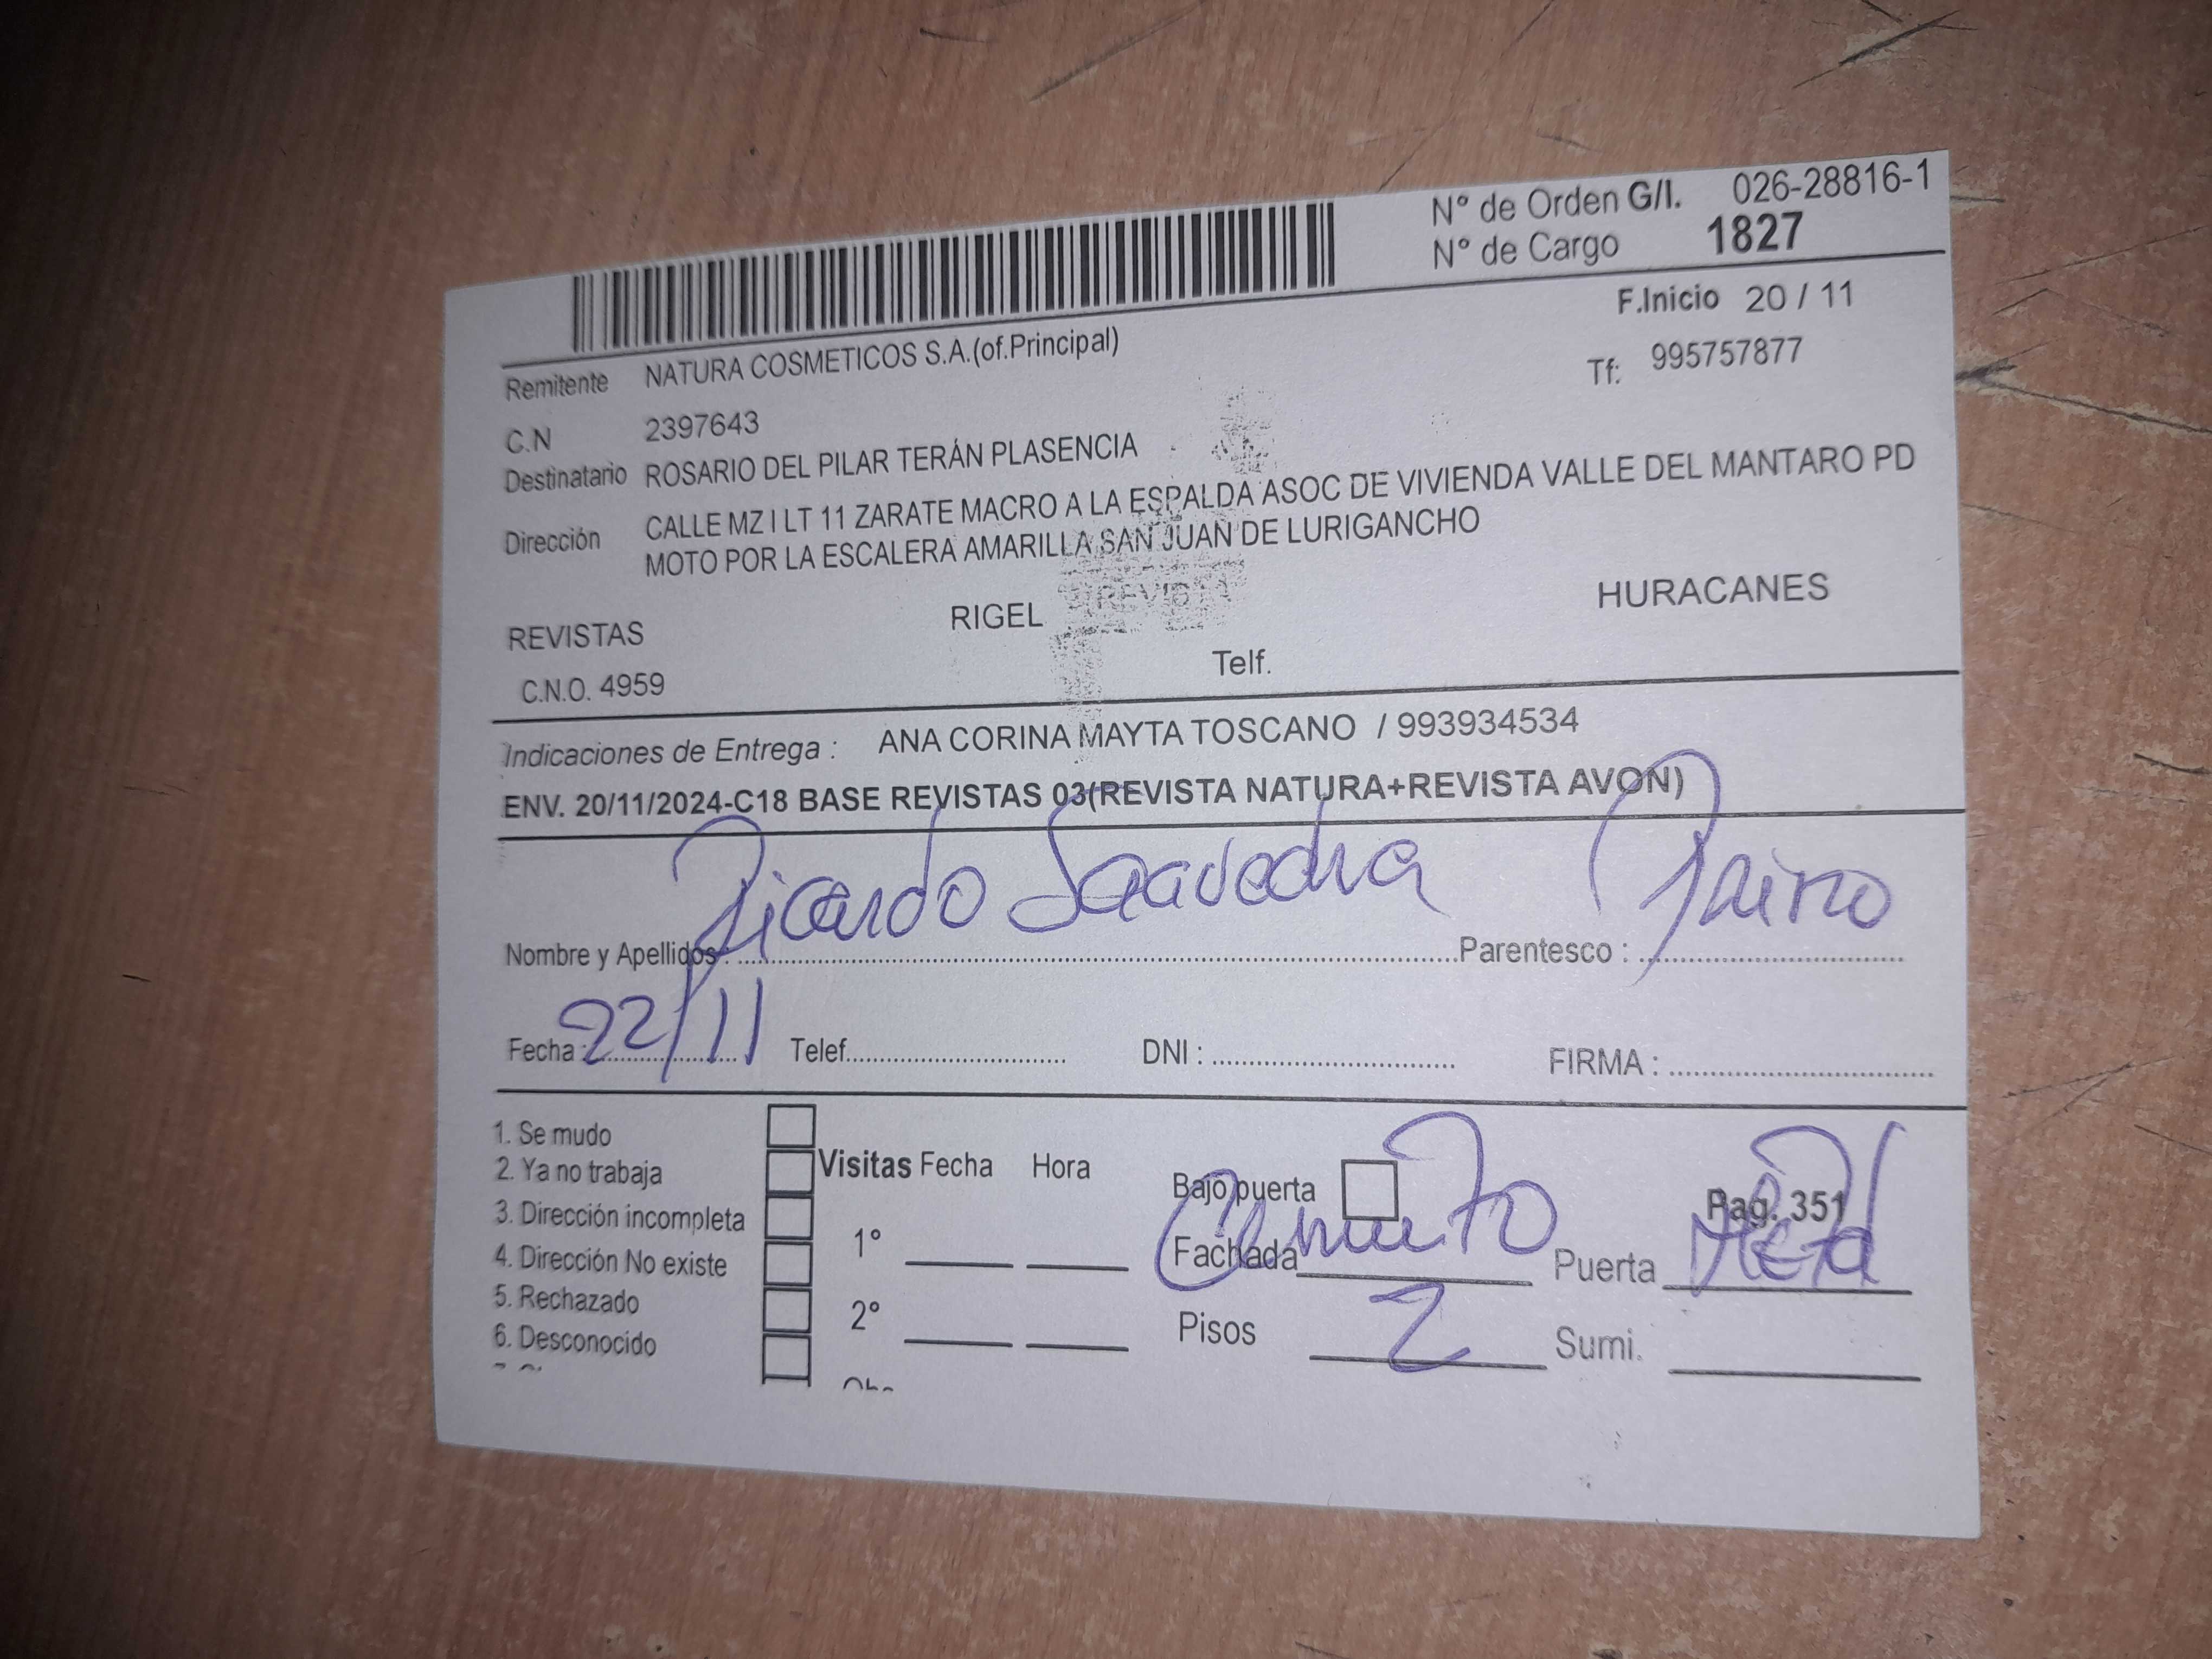 N° de Orden G/I. 026-28816-1
N° de Cargo 1827
F.Inicio 20 / 11
Remitente NATURA COSMETICOS S.A.(of.Principal) Tf: 995757877
C.N 2397643
Destinatario ROSARIO DEL PILAR TERÁN PLASENCIA
Dirección CALLE MZ I LT 11 ZARATE MACRO A LA ESPALDA ASOC DE VIVIENDA VALLE DEL MANTARO PD
MOTO POR LA ESCALERA AMARILLA SAN JUAN DE LURIGANCHO
REVISTAS RIGEL HURACANES
C.N.O. 4959 Telf.
Indicaciones de Entrega : ANA CORINA MAYTA TOSCANO / 993934534
ENV. 20/11/2024-C18 BASE REVISTAS 03(REVISTA NATURA+REVISTA AVON)
Nombre y Apellidos : Ricardo Saavedra Parentesco :
Fecha : 22/11 Telef. DNI : FIRMA :
1. Se mudo
2. Ya no trabaja
3. Dirección incompleta
4. Dirección No existe
5. Rechazado
6. Desconocido
Visitas Fecha Hora
1°
2°
Bajo puerta Pag. 351
Fachada Puerta
Pisos 2 Sumi.